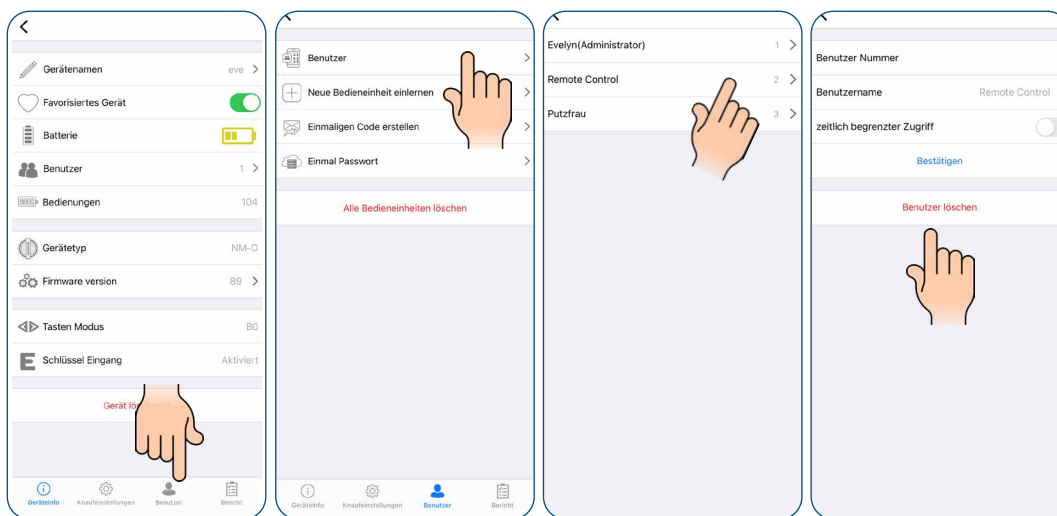 Gerätenamen eve
Favorisiertes Gerät
Batterie
Benutzer 1
Bedienungen 104
Gerätetyp NM-O
Firmware version 89
Tasten Modus B0
Schlüssel Eingang Aktiviert
Gerät
Geräteinfo Knaufeinstellungen Benutzer Bericht
Benutzer
Neue Bedieneinheit einlernen
Einmaligen Code erstellen
Einmal Passwort
Alle Bedieneinheiten löschen
Geräteinfo Knaufeinstellungen Benutzer Bericht
Evelyn(Administrator) 1
Remote Control 2
Putzfrau 3
Benutzer Nummer
Benutzername Remote Control
zeitlich begrenzter Zugriff
Bestätigen
Benutzer löschen